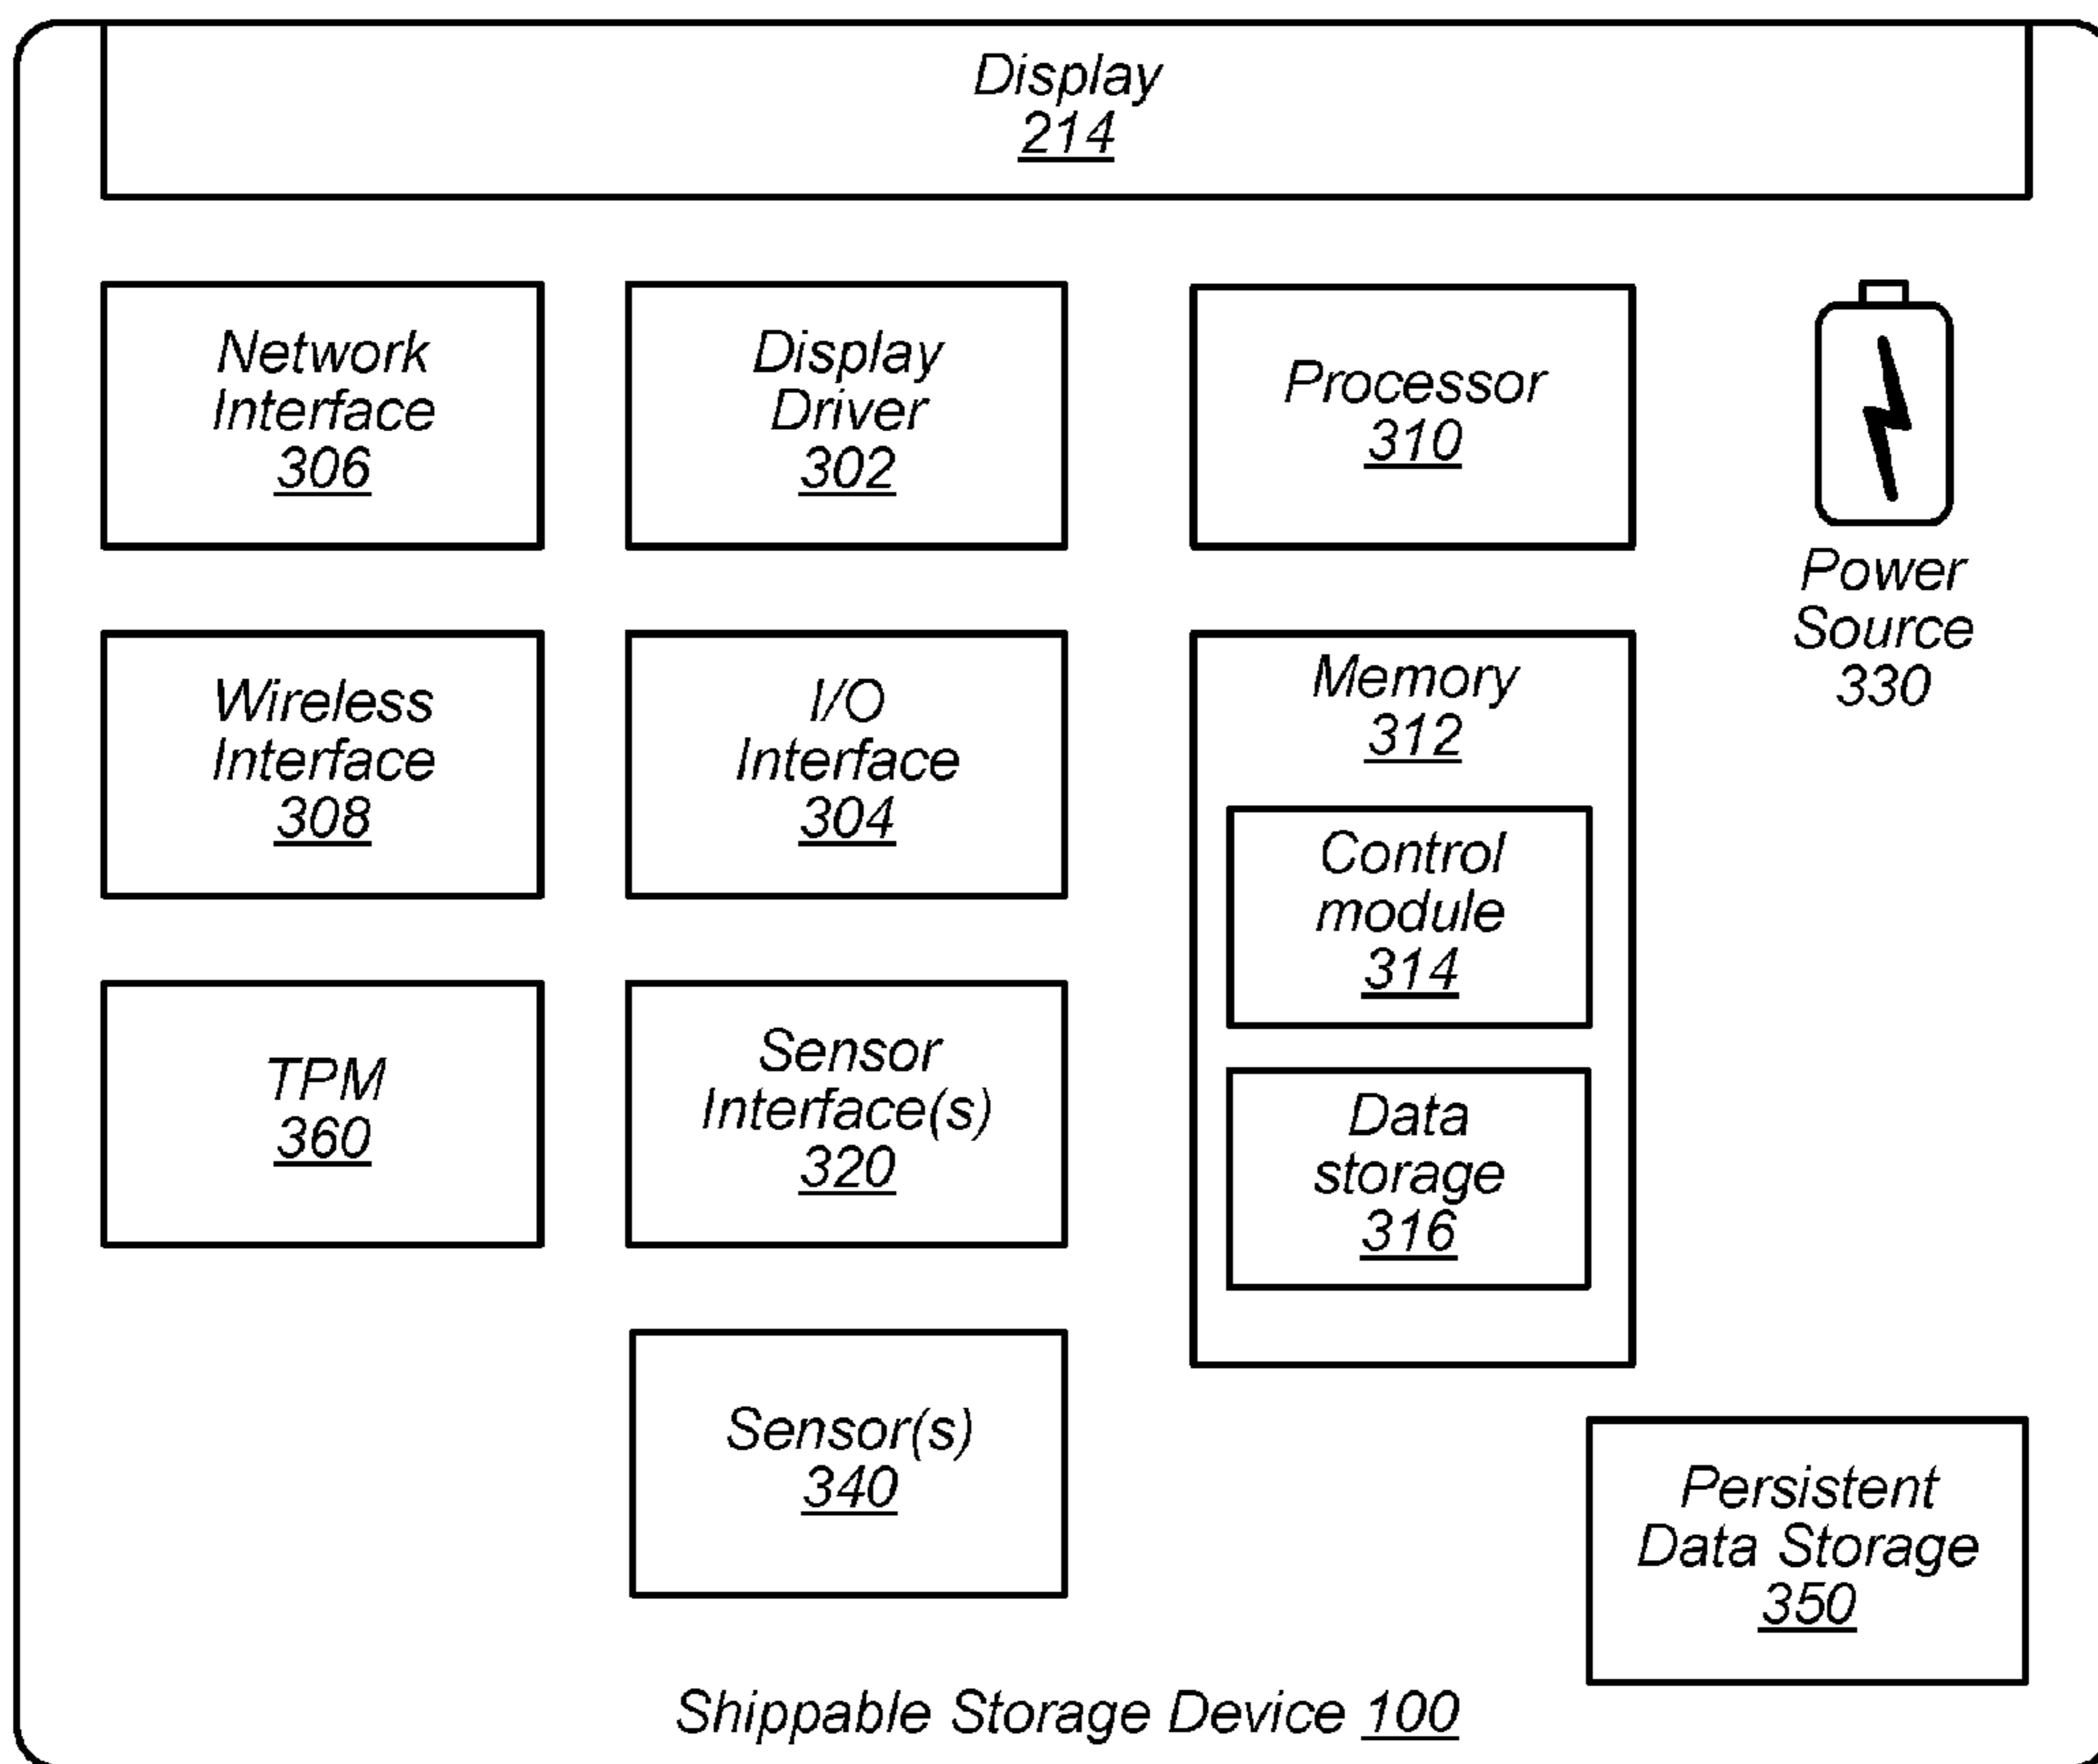 Display
214
Network
Interface
306
Display
Driver
302
Processor
310
Power
Source
330
Wireless
Interface
308
I/O
Interface
304
Memory
312
Control
module
314
Data
storage
316
TPM
360
Sensor
Interface(s)
320
Sensor(s)
340
Persistent
Data Storage
350
Shippable Storage Device 100